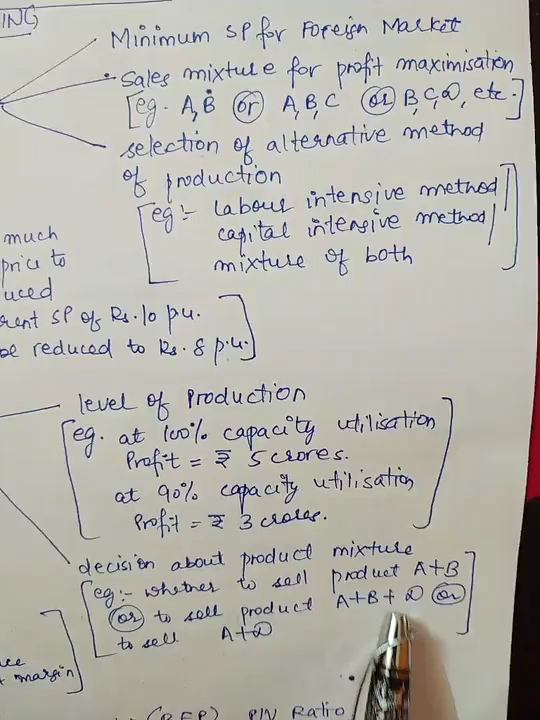 ING
Minimum SP for Foreign Market
Sales mixture for profit maximisation
[eg. A, B (or) A, B, C (or) B, C, D, etc.]
selection of alternative method
of production
[eg:- labour intensive method/
capital intensive method/
mixture of both]
much
price to
uced
rent SP of Rs. 10 p.u.
be reduced to Rs. 8 p.u.]
level of Production
[eg. at 100% capacity utilisation
Profit = ₹ 5 crores.
at 90% capacity utilisation
Profit = ₹ 3 crores.]
decision about product mixture
[eg:- whether to sell product A+B
(or) to sell product A+B+D (or)
to sell A+D]
margin]
(BEP) P/V Ratio